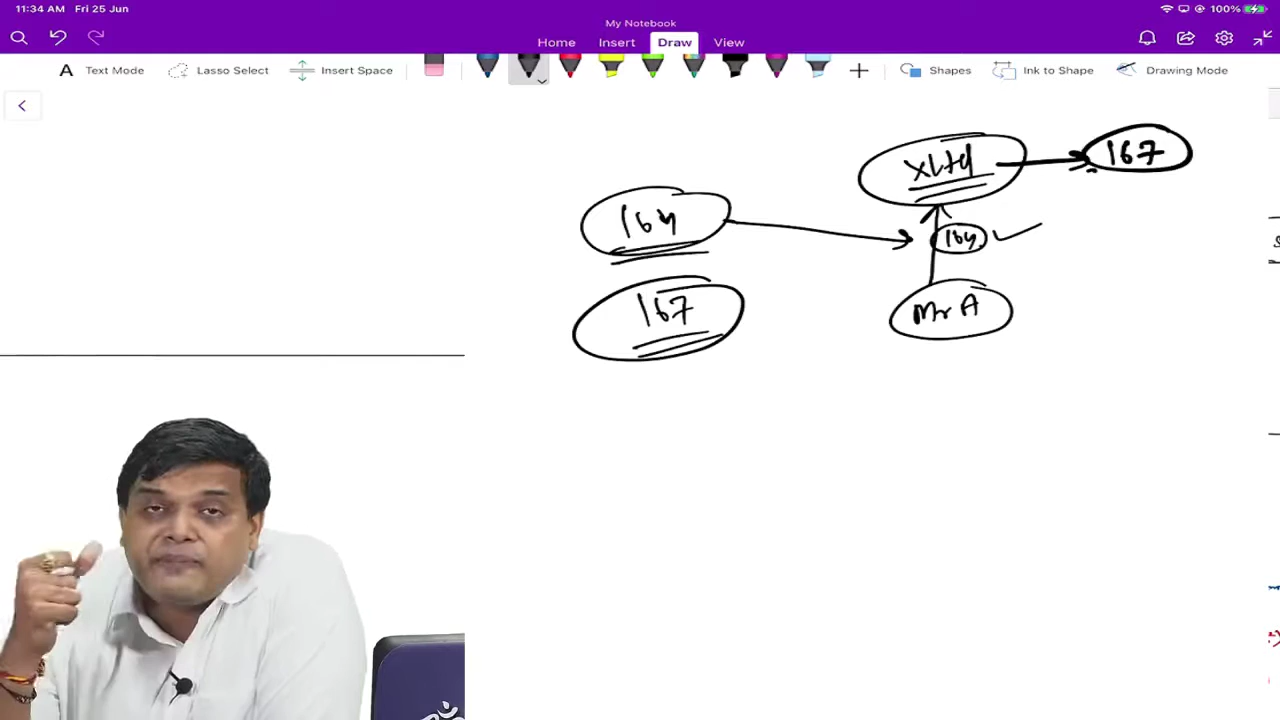 11:34 AM Fri 25 Jun
100%
My Notebook
Home Insert Draw View
A Text Mode Lasso Select Insert Space Shapes Ink to Shape Drawing Mode
X Ltd 167
164 164
167 Mr A
ॐ